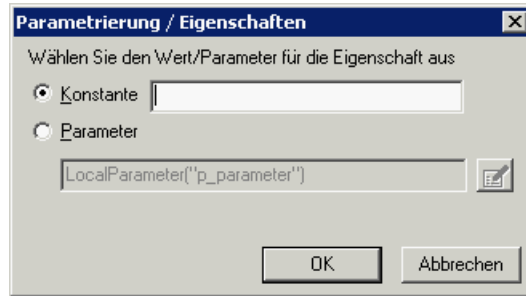 Parametrierung / Eigenschaften
Wählen Sie den Wert/Parameter für die Eigenschaft aus
Konstante
Parameter
LocalParameter("p_parameter")
OK Abbrechen